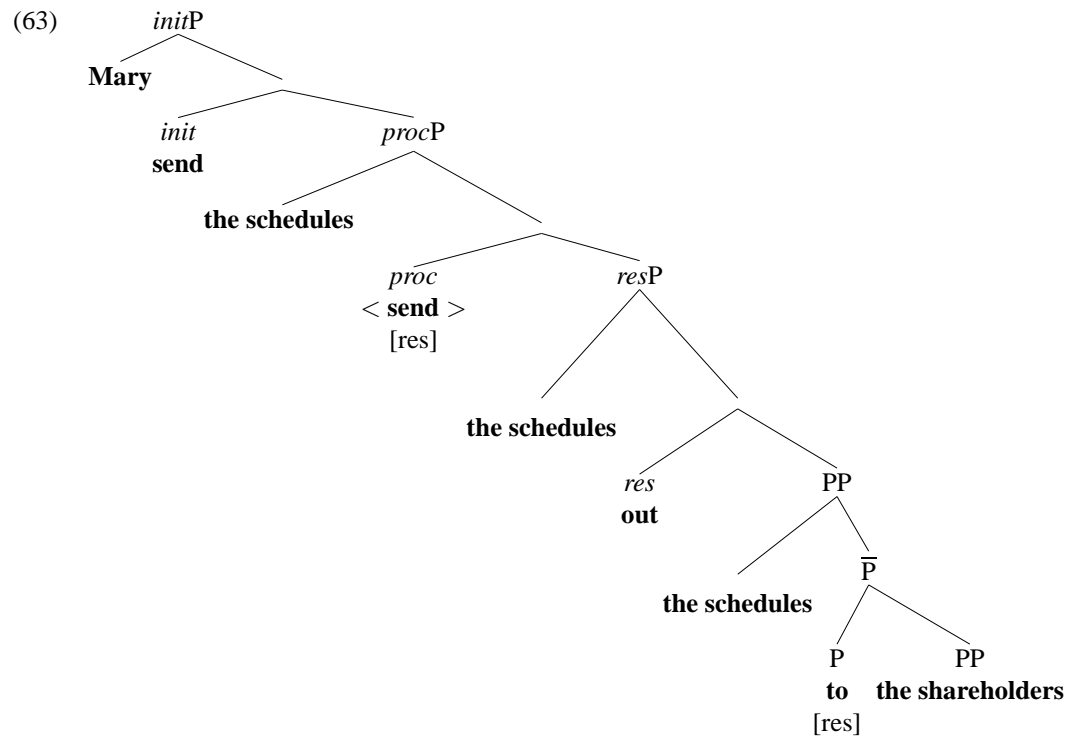 (63) initP
Mary
init procP
send
the schedules
proc resP
< send >
[res]
the schedules
res PP
out
the schedules P̅
P PP
to the shareholders
[res]